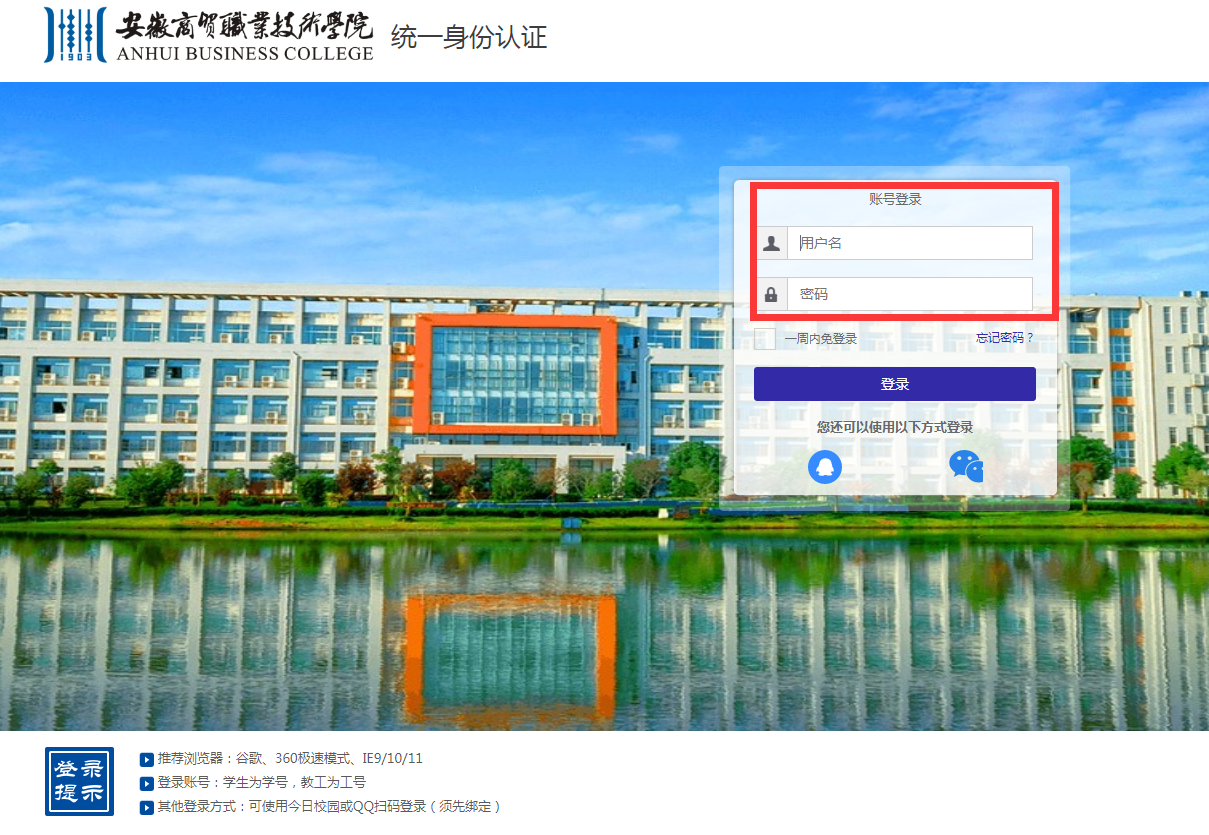 安徽商贸職業技術學院
ANHUI BUSINESS COLLEGE
1903
统一身份认证
账号登录
用户名
密码
一周内免登录 忘记密码？
登录
您还可以使用以下方式登录
登录
提示
推荐浏览器：谷歌、360极速模式、IE9/10/11
登录账号：学生为学号，教工为工号
其他登录方式：可使用今日校园或QQ扫码登录（须先绑定）